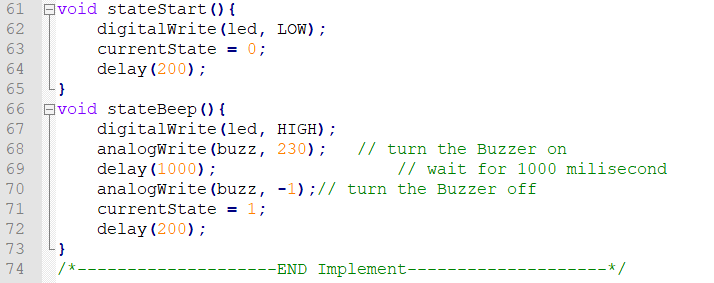 61 void stateStart(){
62 digitalWrite(led, LOW);
63 currentState = 0;
64 delay(200);
65 }
66 void stateBeep(){
67 digitalWrite(led, HIGH);
68 analogWrite(buzz, 230); // turn the Buzzer on
69 delay(1000); // wait for 1000 milisecond
70 analogWrite(buzz, -1);// turn the Buzzer off
71 currentState = 1;
72 delay(200);
73 }
74 /*--------------------END Implement--------------------*/